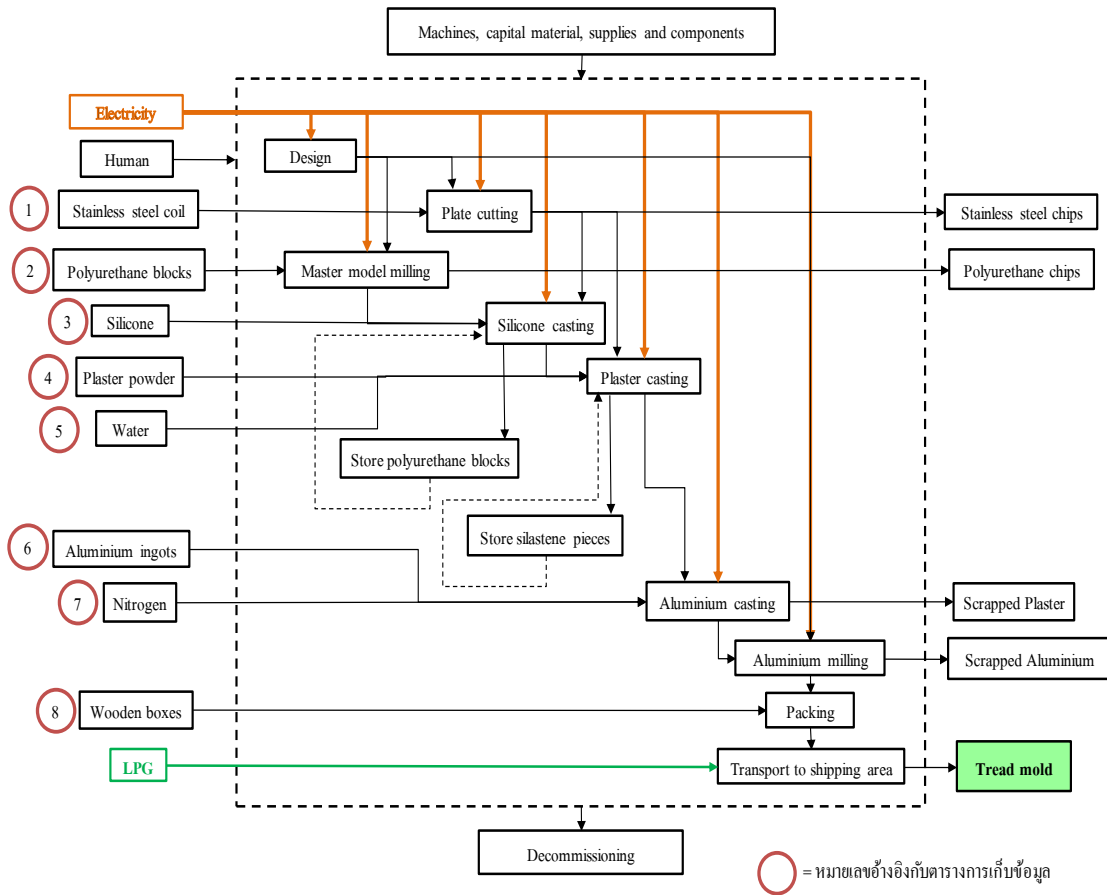 Machines, capital material, supplies and components
Electricity
Human
Design
1
Stainless steel coil
Plate cutting
Stainless steel chips
2
Polyurethane blocks
Master model milling
Polyurethane chips
3
Silicone
Silicone casting
4
Plaster powder
Plaster casting
5
Water
Store polyurethane blocks
Store silastene pieces
6
Aluminium ingots
7
Nitrogen
Aluminium casting
Scrapped Plaster
Aluminium milling
Scrapped Aluminium
8
Wooden boxes
Packing
LPG
Transport to shipping area
Tread mold
Decommissioning
= หมายเลขอ้างอิงกับตารางการเก็บข้อมูล